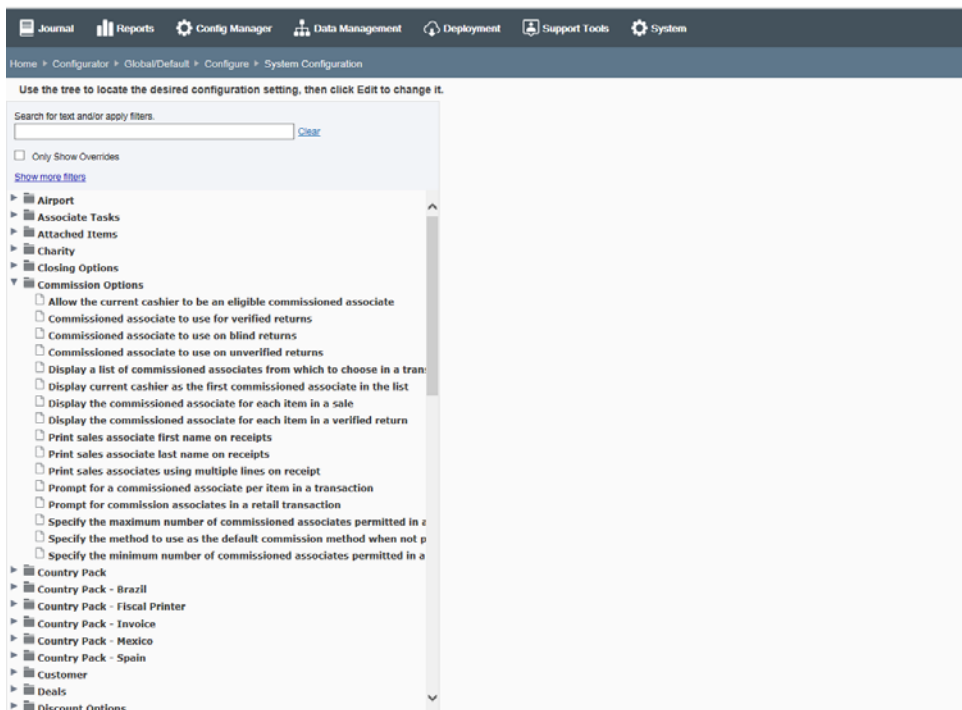 Journal Reports Config Manager Data Management Deployment Support Tools System
Home Configurator Global/Default Configure System Configuration
Use the tree to locate the desired configuration setting, then click Edit to change it.
Search for text and/or apply filters.
Clear
Only Show Overrides
Show more filters
Airport
Associate Tasks
Attached Items
Charity
Closing Options
Commission Options
Allow the current cashier to be an eligible commissioned associate
Commissioned associate to use for verified returns
Commissioned associate to use on blind returns
Commissioned associate to use on unverified returns
Display a list of commissioned associates from which to choose in a tran
Display current cashier as the first commissioned associate in the list
Display the commissioned associate for each item in a sale
Display the commissioned associate for each item in a verified return
Print sales associate first name on receipts
Print sales associate last name on receipts
Print sales associates using multiple lines on receipt
Prompt for a commissioned associate per item in a transaction
Prompt for commission associates in a retail transaction
Specify the maximum number of commissioned associates permitted in a
Specify the method to use as the default commission method when not p
Specify the minimum number of commissioned associates permitted in a
Country Pack
Country Pack - Brazil
Country Pack - Fiscal Printer
Country Pack - Invoice
Country Pack - Mexico
Country Pack - Spain
Customer
Deals
Discount Options